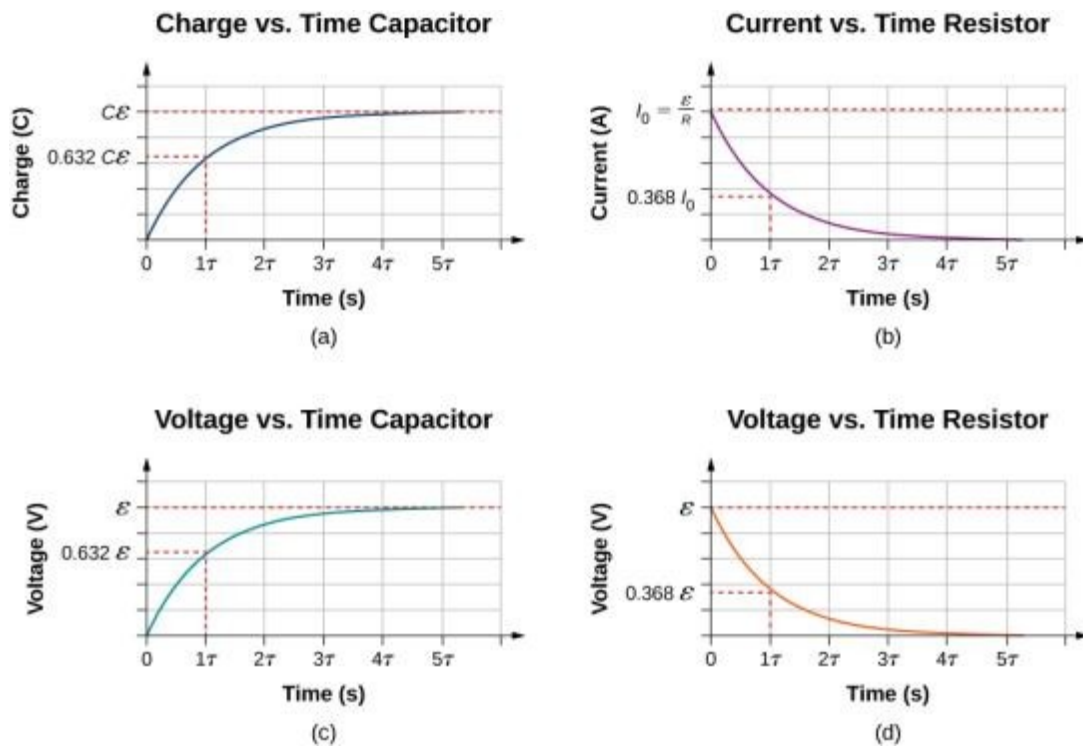 Charge vs. Time Capacitor
Charge (C)
Cℰ
0.632 Cℰ
0 1τ 2τ 3τ 4τ 5τ
Time (s)
(a)
Current vs. Time Resistor
Current (A)
I₀ = ℰ/R
0.368 I₀
0 1τ 2τ 3τ 4τ 5τ
Time (s)
(b)
Voltage vs. Time Capacitor
Voltage (V)
ℰ
0.632 ℰ
0 1τ 2τ 3τ 4τ 5τ
Time (s)
(c)
Voltage vs. Time Resistor
Voltage (V)
ℰ
0.368 ℰ
0 1τ 2τ 3τ 4τ 5τ
Time (s)
(d)